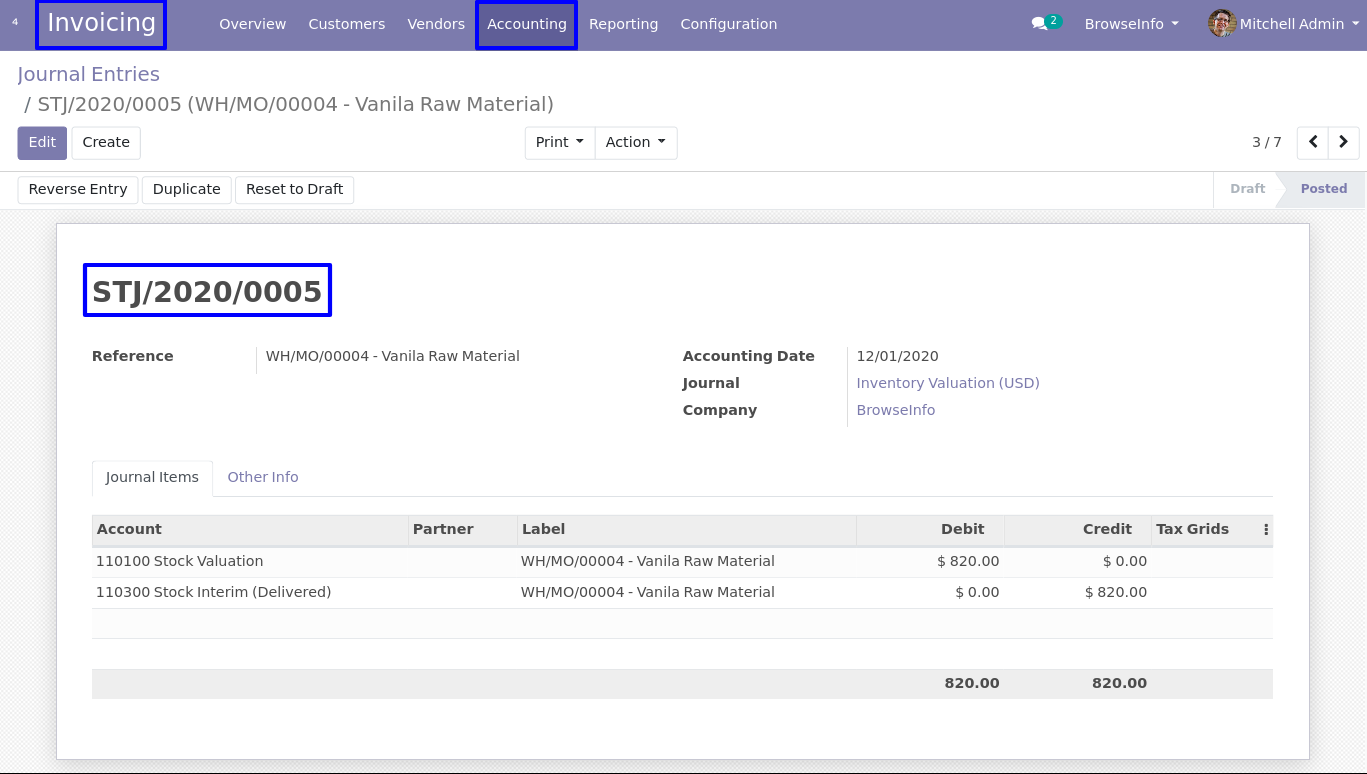 4 Invoicing Overview Customers Vendors Accounting Reporting Configuration 2 BrowseInfo Mitchell Admin
Journal Entries
/ STJ/2020/0005 (WH/MO/00004 - Vanila Raw Material)
Edit Create Print Action 3 / 7
Reverse Entry Duplicate Reset to Draft Draft Posted
STJ/2020/0005
Reference WH/MO/00004 - Vanila Raw Material Accounting Date 12/01/2020
Journal Inventory Valuation (USD)
Company BrowseInfo
Journal Items Other Info
Account Partner Label Debit Credit Tax Grids
110100 Stock Valuation WH/MO/00004 - Vanila Raw Material $ 820.00 $ 0.00
110300 Stock Interim (Delivered) WH/MO/00004 - Vanila Raw Material $ 0.00 $ 820.00
820.00 820.00